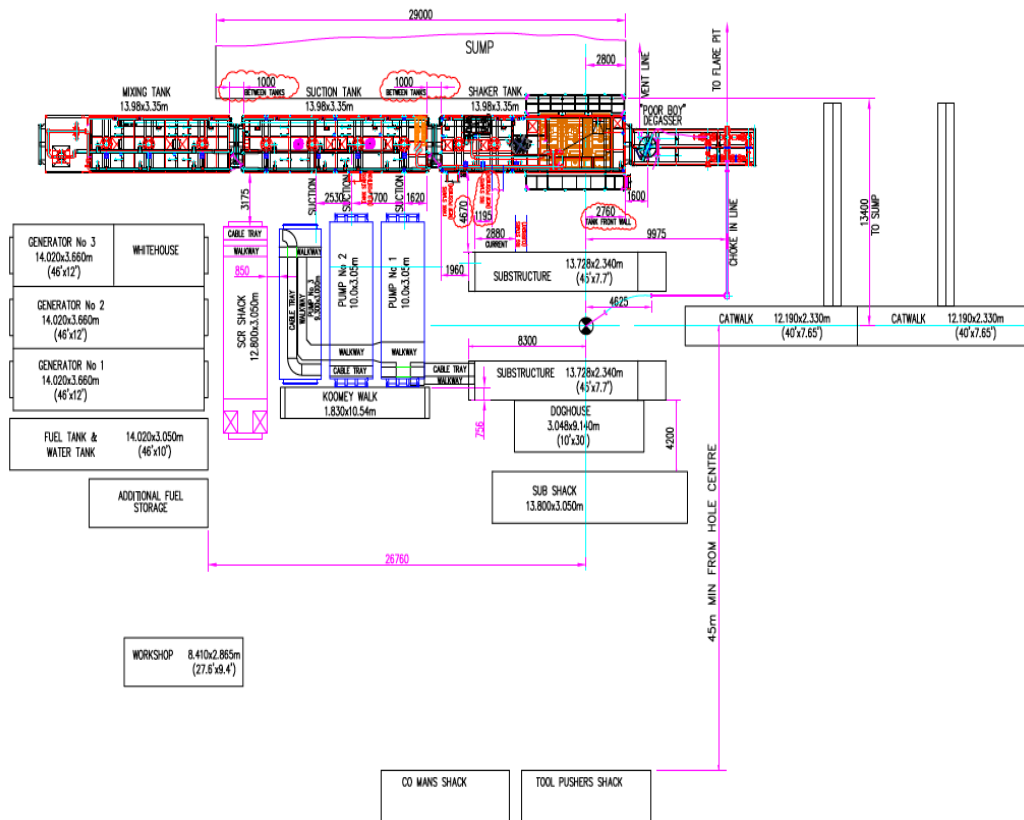 29000
SUMP
2800
VENT LINE
TO FLARE PIT
1000
BETWEEN TANKS
1000
BETWEEN TANKS
MIXING TANK
13.98x3.35m
SUCTION TANK
13.98x3.35m
SHAKER TANK
13.98x3.35m
"POOR BOY"
DEGASSER
3175
SUCTION
2530
SUCTION
1700
SUCTION
1620
4670
1195
2880
CURRENT
2760
TANK FRONT WALL
1600
9975
CHOKE IN LINE
13400
TO SUMP
GENERATOR No 3
14.020x3.660m
(46'x12')
WHITEHOUSE
GENERATOR No 2
14.020x3.660m
(46'x12')
GENERATOR No 1
14.020x3.660m
(46'x12')
FUEL TANK &
WATER TANK
14.020x3.050m
(46'x10')
ADDITIONAL FUEL
STORAGE
CABLE TRAY
WALKWAY
850
SCR SHACK
12.800x3.050m
WALKWAY
CABLE TRAY
WALKWAY
PUMP No 3
9.300x3.000m
PUMP No 2
10.0x3.05m
PUMP No 1
10.0x3.05m
WALKWAY
CABLE TRAY
WALKWAY
CABLE TRAY
WALKWAY
KOOMEY WALK
1.830x10.54m
1960
SUBSTRUCTURE
13.728x2.340m
(45'x7.7')
4625
8300
SUBSTRUCTURE
13.728x2.340m
(45'x7.7')
756
DOGHOUSE
3.048x9.140m
(10'x30')
4200
SUB SHACK
13.800x3.050m
CATWALK
12.190x2.330m
(40'x7.65')
CATWALK
12.190x2.330m
(40'x7.65')
26760
45m MIN FROM HOLE CENTRE
WORKSHOP
8.410x2.865m
(27.6'x9.4')
CO MANS SHACK
TOOL PUSHERS SHACK